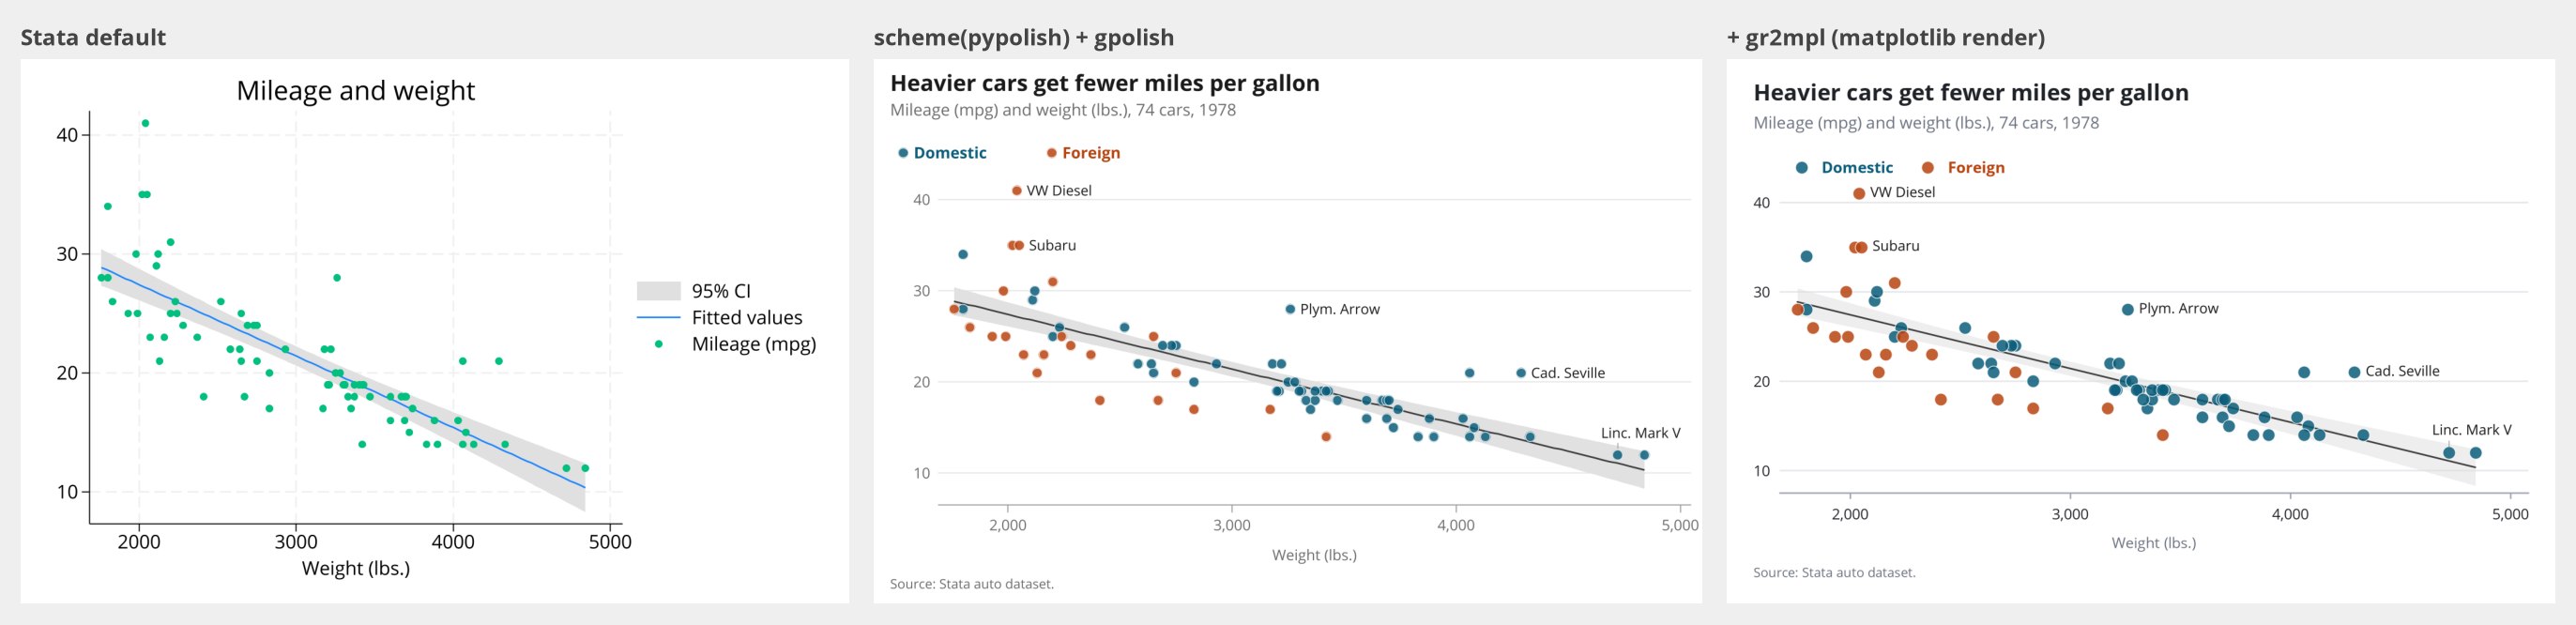 Stata default
Mileage and weight
40
30
20
10
2000 3000 4000 5000
Weight (lbs.)
95% CI
Fitted values
Mileage (mpg)
scheme(pypolish) + gpolish
Heavier cars get fewer miles per gallon
Mileage (mpg) and weight (lbs.), 74 cars, 1978
Domestic Foreign
VW Diesel
40
Subaru
30
Plym. Arrow
20
Cad. Seville
Linc. Mark V
10
2,000 3,000 4,000 5,000
Weight (lbs.)
Source: Stata auto dataset.
+ gr2mpl (matplotlib render)
Heavier cars get fewer miles per gallon
Mileage (mpg) and weight (lbs.), 74 cars, 1978
Domestic Foreign
VW Diesel
40
Subaru
30
Plym. Arrow
Cad. Seville
20
Linc. Mark V
10
2,000 3,000 4,000 5,000
Weight (lbs.)
Source: Stata auto dataset.